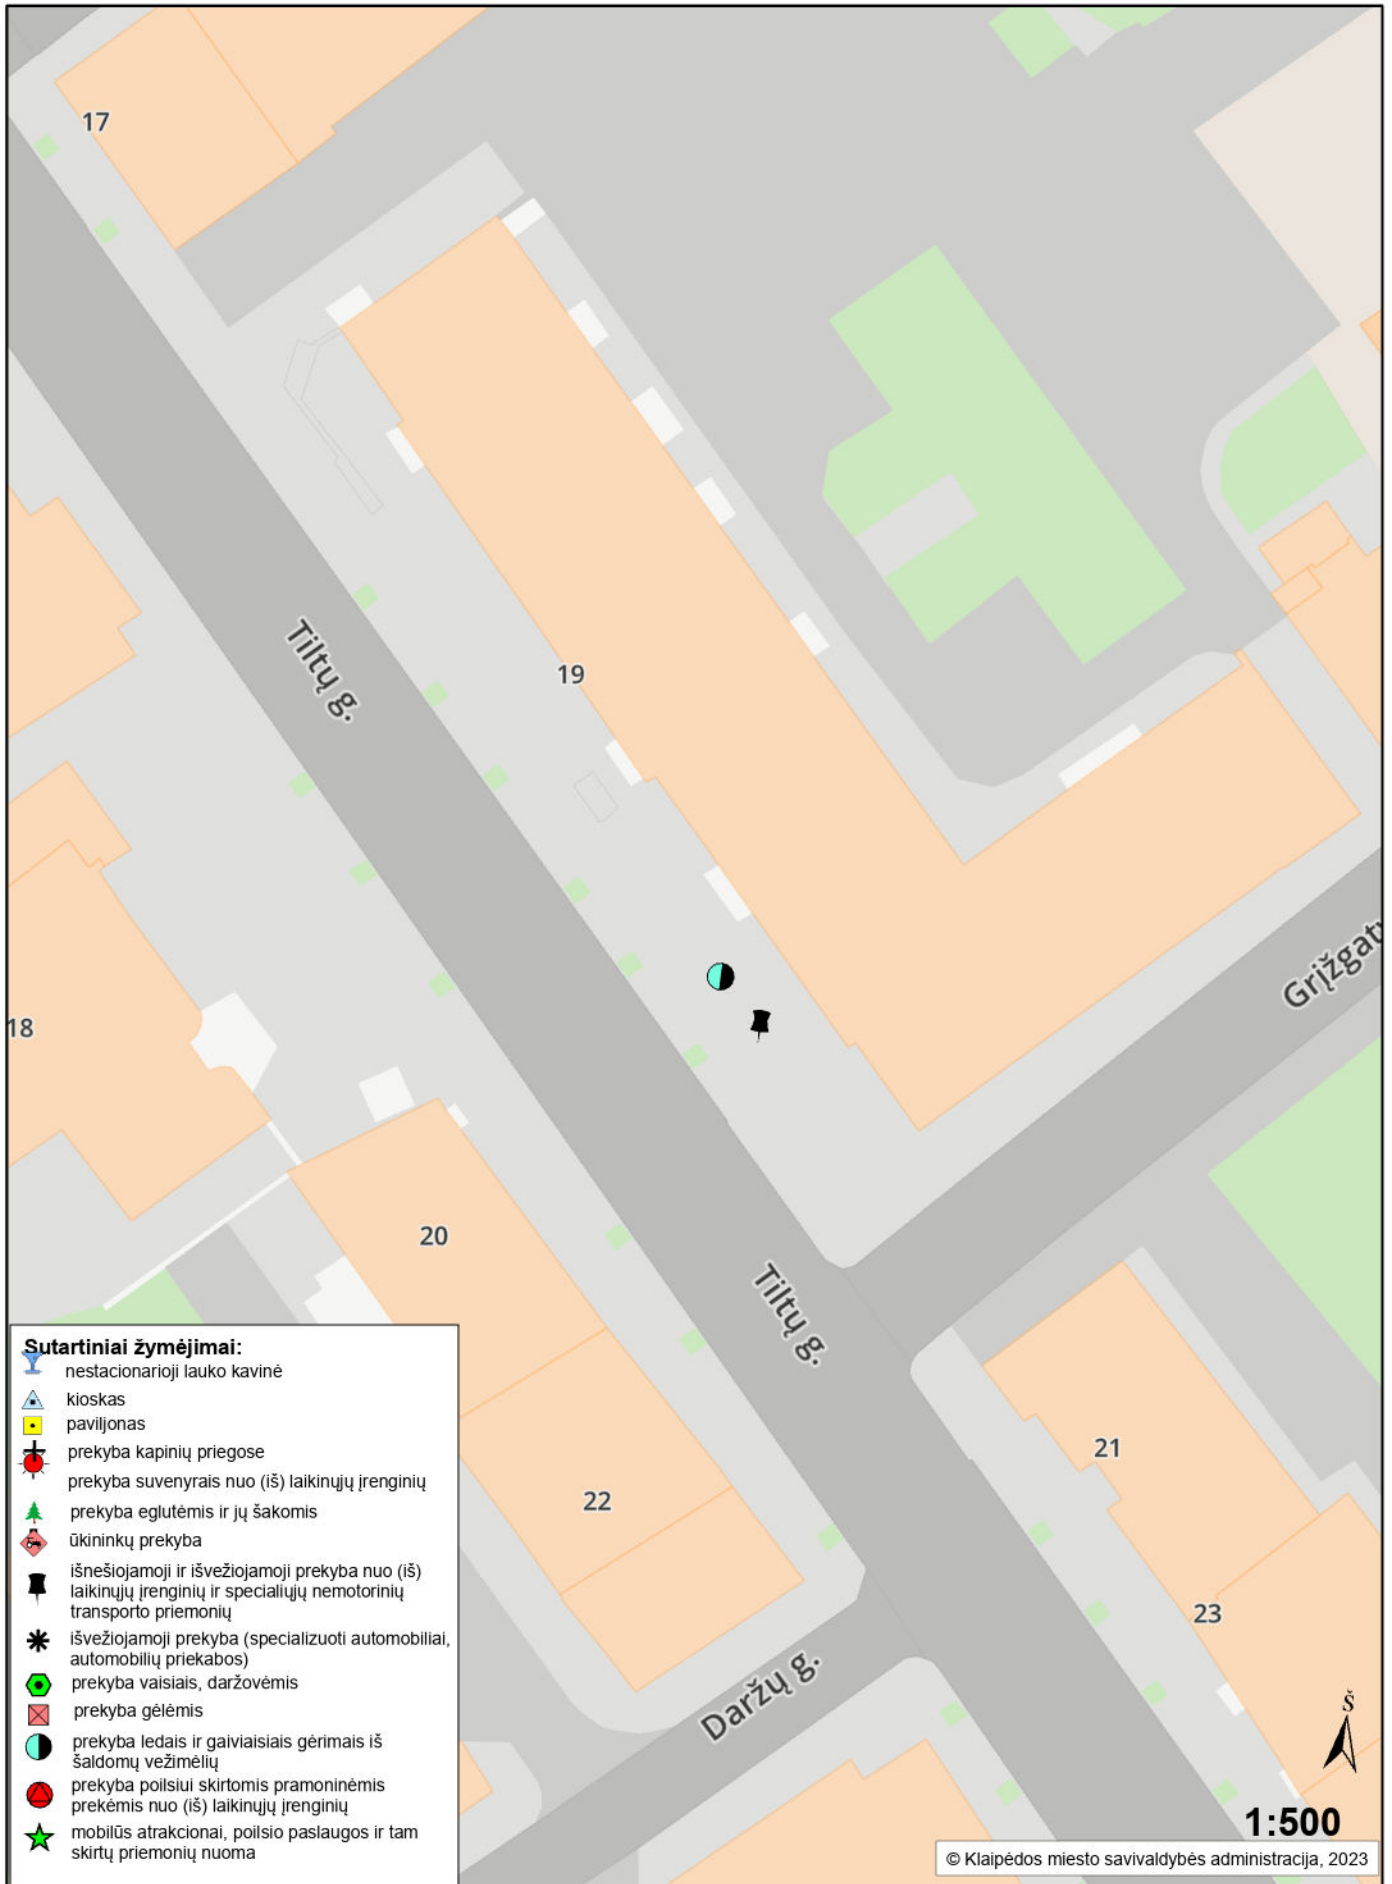 17
19
Tiltų g.
18
20
Tiltų g.
21
22
23
Daržų g.
Sutartiniai žymėjimai:
nestacionarioji lauko kavinė
kioskas
paviljonas
prekyba kapinių priegose
prekyba suvenyrais nuo (iš) laikinųjų įrenginių
prekyba eglutėmis ir jų šakomis
ūkininkų prekyba
išnešiojamoji ir išvežiojamoji prekyba nuo (iš)
laikinųjų įrenginių ir specialiųjų nemotorinių
transporto priemonių
išvežiojamoji prekyba (specializuoti automobiliai,
automobilių priekabos)
prekyba vaisiais, daržovėmis
prekyba gėlėmis
prekyba ledais ir gaiviaisiais gėrimais iš
šaldomų vežimėlių
prekyba poilsiui skirtomis pramoninėmis
prekėmis nuo (iš) laikinųjų įrenginių
mobilūs atrakcionai, poilsio paslaugos ir tam
skirtų priemonių nuoma
Š
1:500
© Klaipėdos miesto savivaldybės administracija, 2023